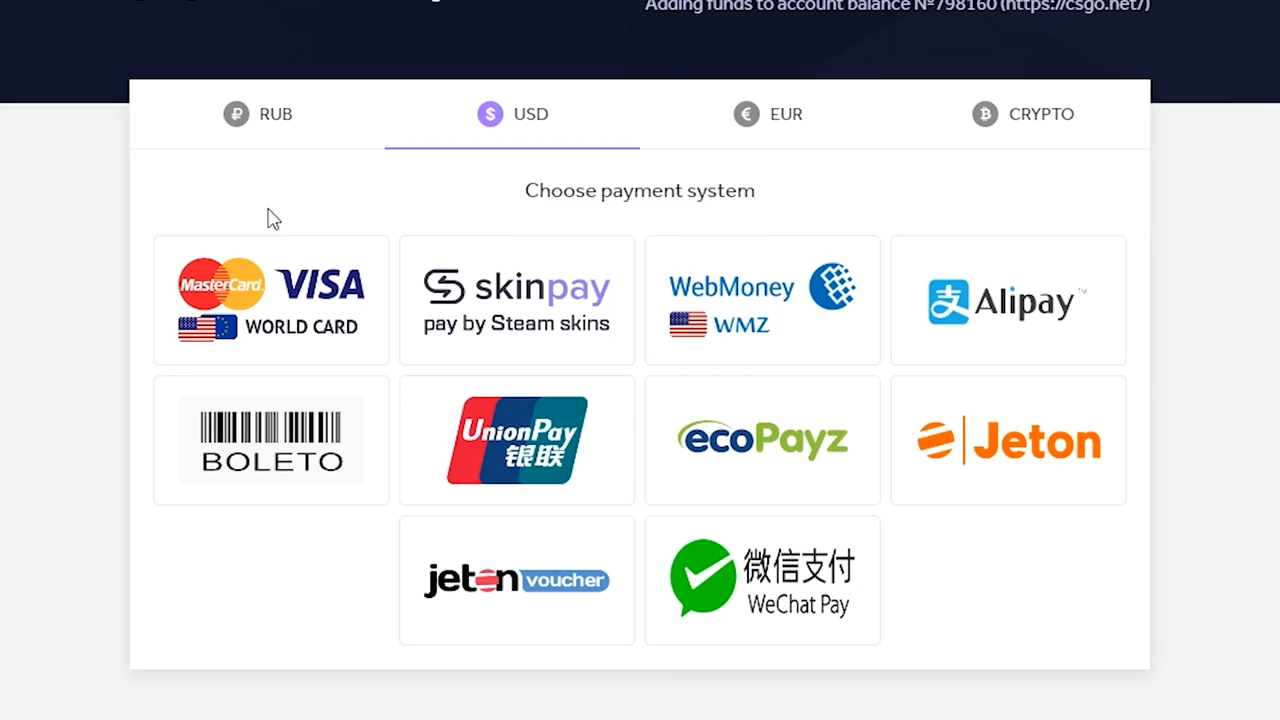 Adding funds to account balance №798160 (https://csgo.net/)
₽ RUB
$ USD
€ EUR
₿ CRYPTO
Choose payment system
MasterCard VISA
WORLD CARD
skinpay
pay by Steam skins
WebMoney
WMZ
支 Alipay™
BOLETO
UnionPay
银联
ecoPayz
Jeton
jeton voucher
微信支付
WeChat Pay